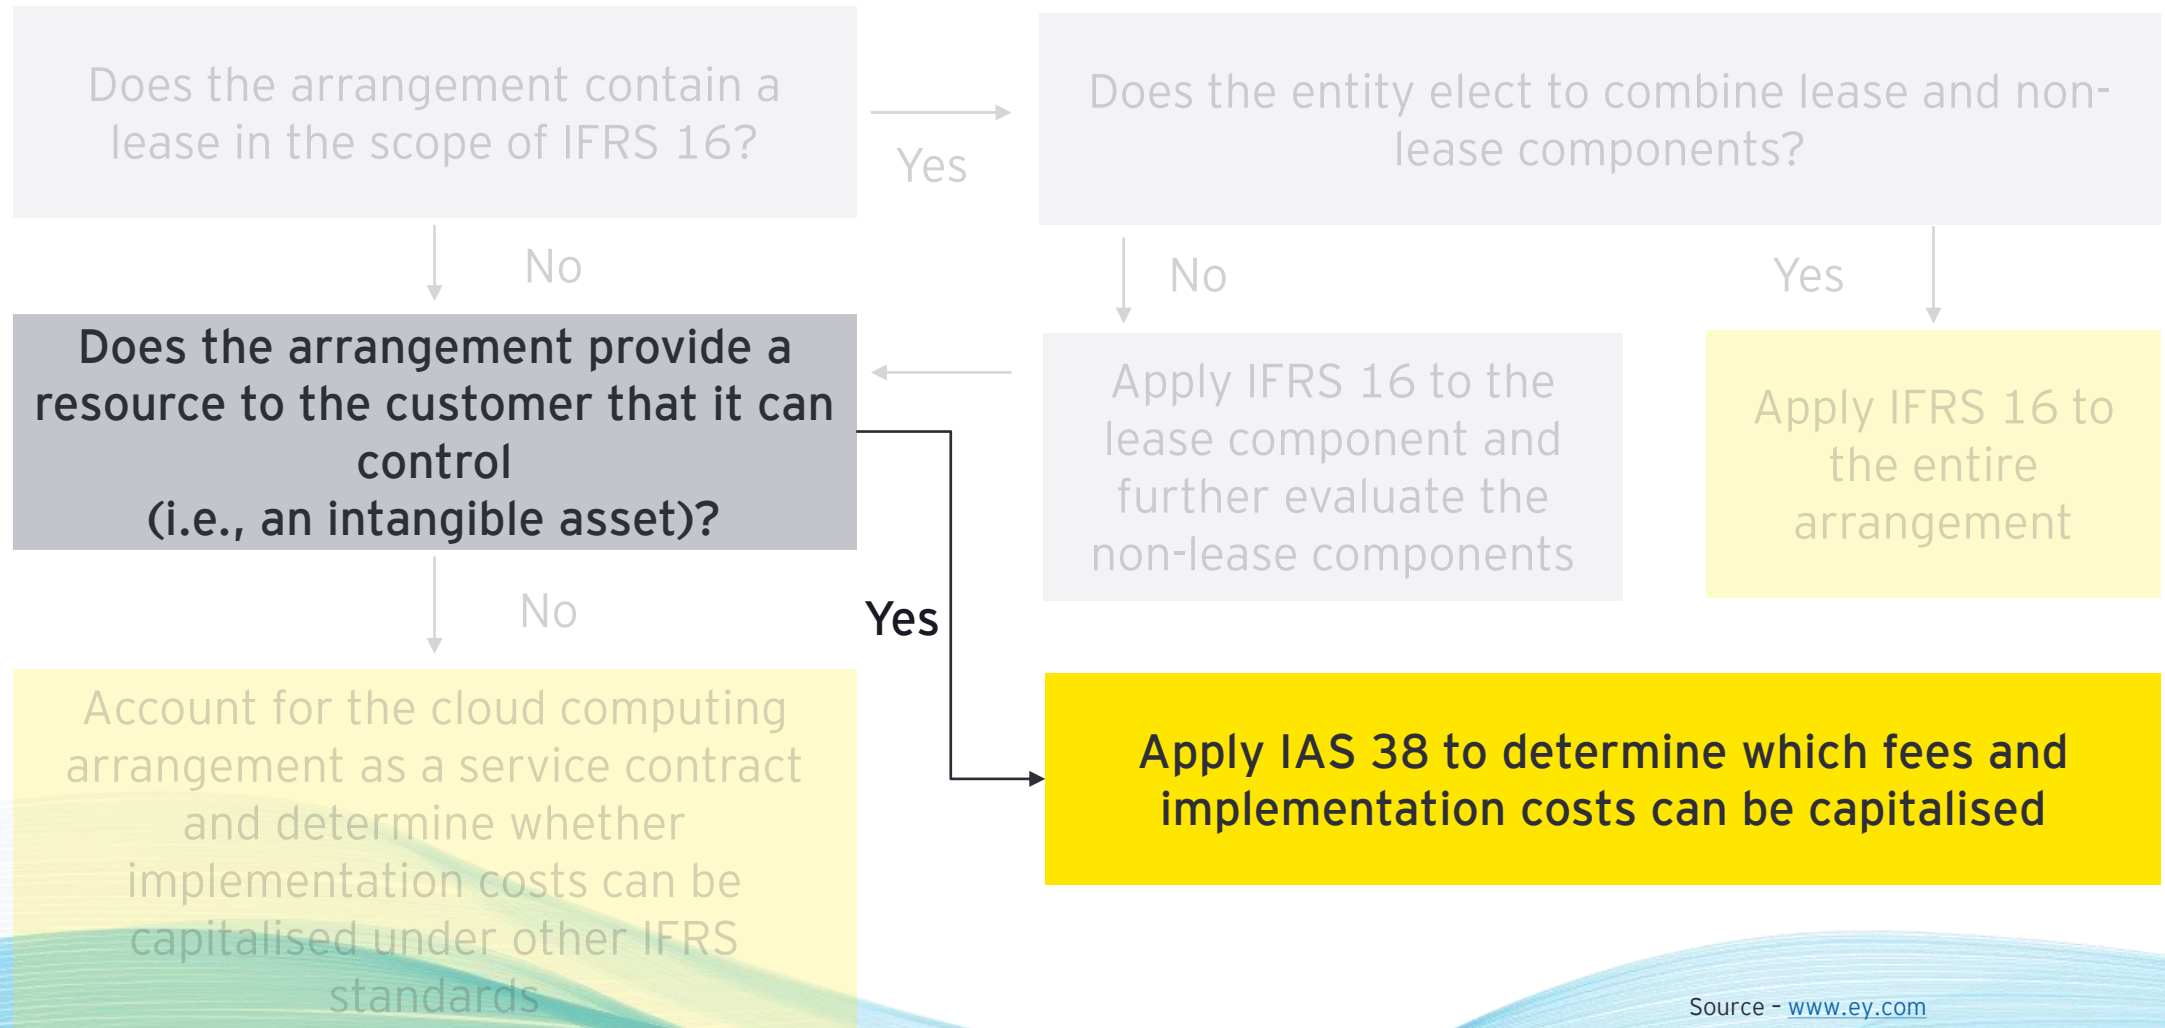 Does the arrangement contain a
lease in the scope of IFRS 16?
Yes
Does the entity elect to combine lease and non-
lease components?
No
No
Yes
Does the arrangement provide a
resource to the customer that it can
control
(i.e., an intangible asset)?
Apply IFRS 16 to the
lease component and
further evaluate the
non-lease components
Apply IFRS 16 to
the entire
arrangement
No
Yes
Account for the cloud computing
arrangement as a service contract
and determine whether
implementation costs can be
capitalised under other IFRS
standards
Apply IAS 38 to determine which fees and
implementation costs can be capitalised
Source – www.ey.com